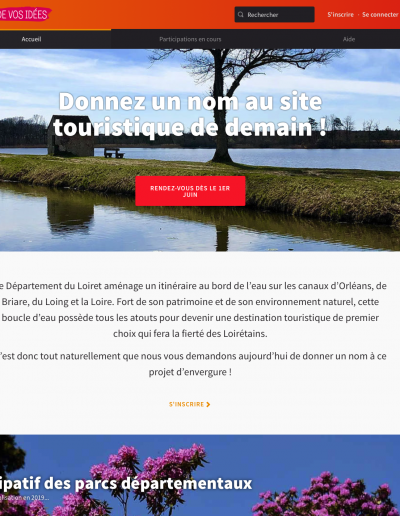 DE VOS IDÉES
Rechercher
S'inscrire - Se connecter
Accueil
Participations en cours
Aide
Donnez un nom au site
touristique de demain !
RENDEZ-VOUS DÈS LE 1ER
JUIN
e Département du Loiret aménage un itinéraire au bord de l'eau sur les canaux d'Orléans, de
Briare, du Loing et la Loire. Fort de son patrimoine et de son environnement naturel, cette
boucle d'eau possède tous les atouts pour devenir une destination touristique de premier
choix qui fera la fierté des Loirétains.
'est donc tout naturellement que nous vous demandons aujourd'hui de donner un nom à ce
projet d'envergure !
S'INSCRIRE
ipatif des parcs départementaux
lisation en 2019...